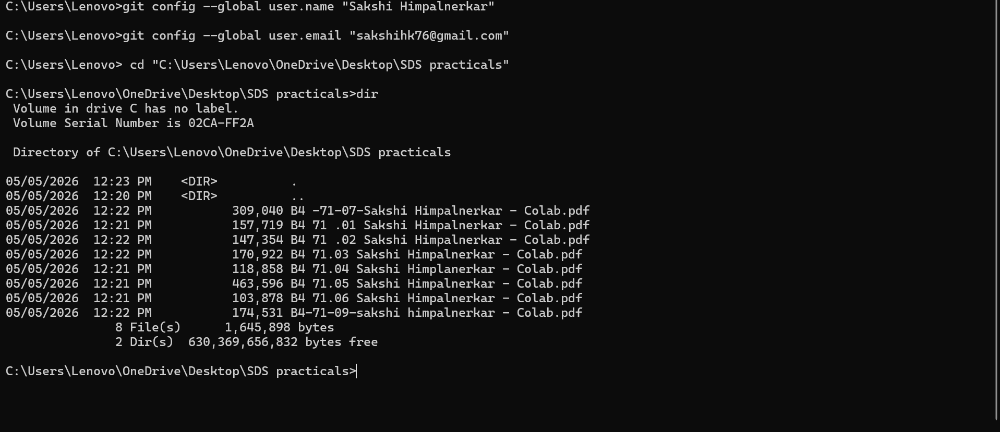 C:\Users\Lenovo>git config --global user.name "Sakshi Himpalnerkar"
C:\Users\Lenovo>git config --global user.email "sakshihk76@gmail.com"
C:\Users\Lenovo> cd "C:\Users\Lenovo\OneDrive\Desktop\SDS practicals"
C:\Users\Lenovo\OneDrive\Desktop\SDS practicals>dir
Volume in drive C has no label.
Volume Serial Number is 02CA-FF2A
Directory of C:\Users\Lenovo\OneDrive\Desktop\SDS practicals
05/05/2026  12:23 PM    <DIR>          .
05/05/2026  12:20 PM    <DIR>          ..
05/05/2026  12:22 PM           309,040 B4 -71-07-Sakshi Himpalnerkar - Colab.pdf
05/05/2026  12:21 PM           157,719 B4 71 .01 Sakshi Himpalnerkar - Colab.pdf
05/05/2026  12:22 PM           147,354 B4 71 .02 Sakshi Himpalnerkar - Colab.pdf
05/05/2026  12:22 PM           170,922 B4 71.03 Sakshi Himpalnerkar - Colab.pdf
05/05/2026  12:21 PM           118,858 B4 71.04 Sakshi Himplanerkar - Colab.pdf
05/05/2026  12:21 PM           463,596 B4 71.05 Sakshi Himpalnerkar - Colab.pdf
05/05/2026  12:21 PM           103,878 B4 71.06 Sakshi Himpalnerkar - Colab.pdf
05/05/2026  12:22 PM           174,531 B4-71-09-sakshi himpalnerkar - Colab.pdf
8 File(s)      1,645,898 bytes
2 Dir(s)  630,369,656,832 bytes free
C:\Users\Lenovo\OneDrive\Desktop\SDS practicals>